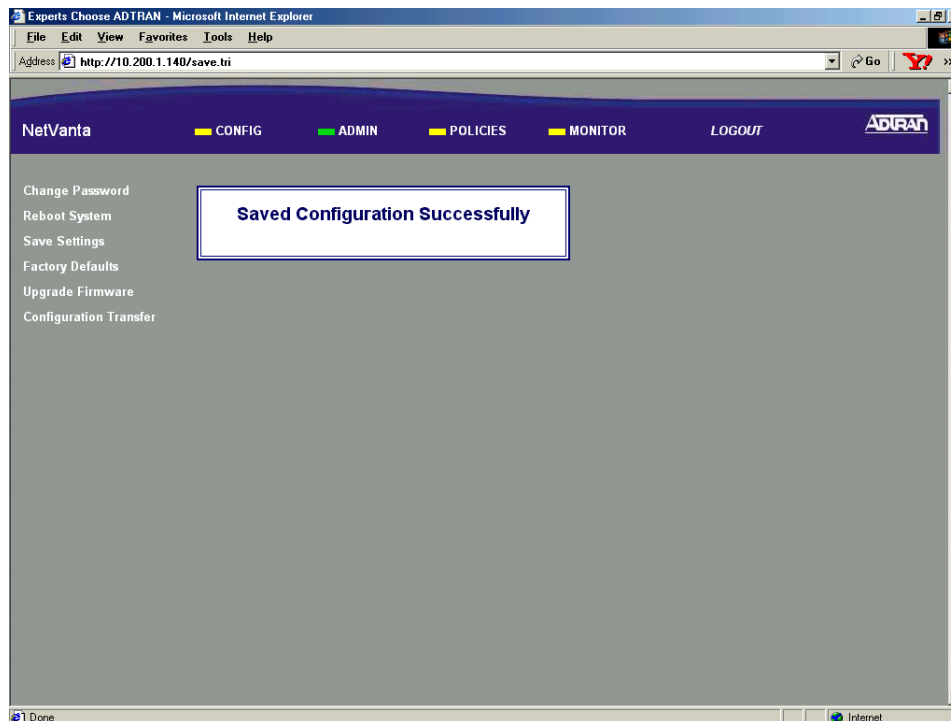 Experts Choose ADTRAN - Microsoft Internet Explorer
File Edit View Favorites Tools Help
Address http://10.200.1.140/save.tri Go Y? »
NetVanta CONFIG ADMIN POLICIES MONITOR LOGOUT ADTRAN
Change Password
Reboot System
Save Settings
Factory Defaults
Upgrade Firmware
Configuration Transfer
Saved Configuration Successfully
Done Internet